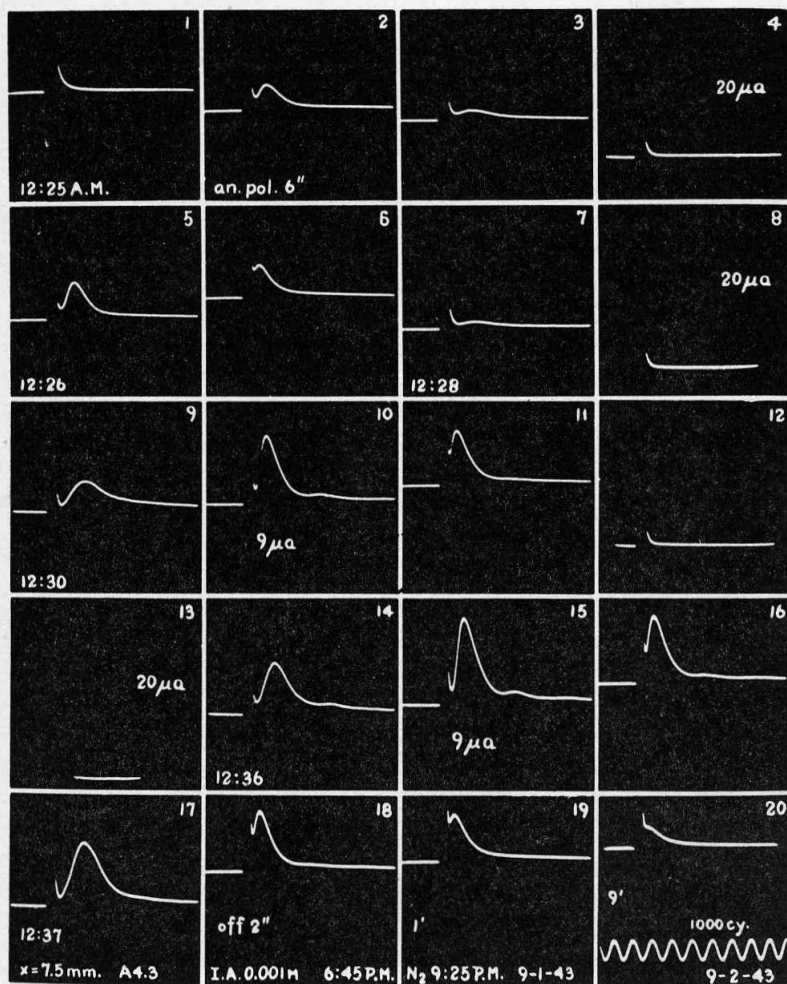 1
12:25 A.M.
2
an. pol. 6"
3
4
20µa
5
12:26
6
7
12:28
8
20µa
9
12:30
10
9µa
11
12
13
20µa
14
12:36
15
9µa
16
17
12:37
x=7.5mm. A4.3
18
off 2"
I.A. 0.001M 6:45 P.M.
19
1'
N₂ 9:25 P.M. 9-1-43
20
9'
1000 cy.
9-2-43